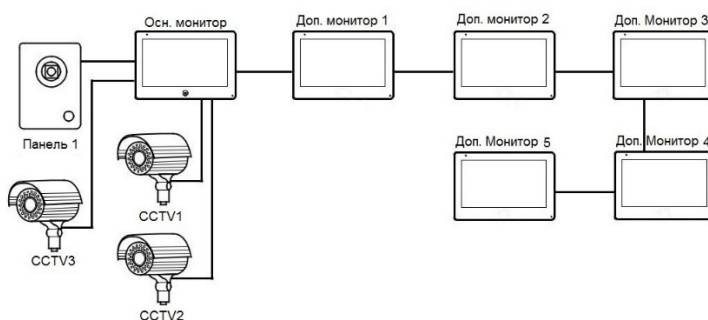 Осн. монитор
Доп. монитор 1
Доп. монитор 2
Доп. Монитор 3
Панель 1
Доп. Монитор 5
Доп. Монитор 4
CCTV1
CCTV3
CCTV2